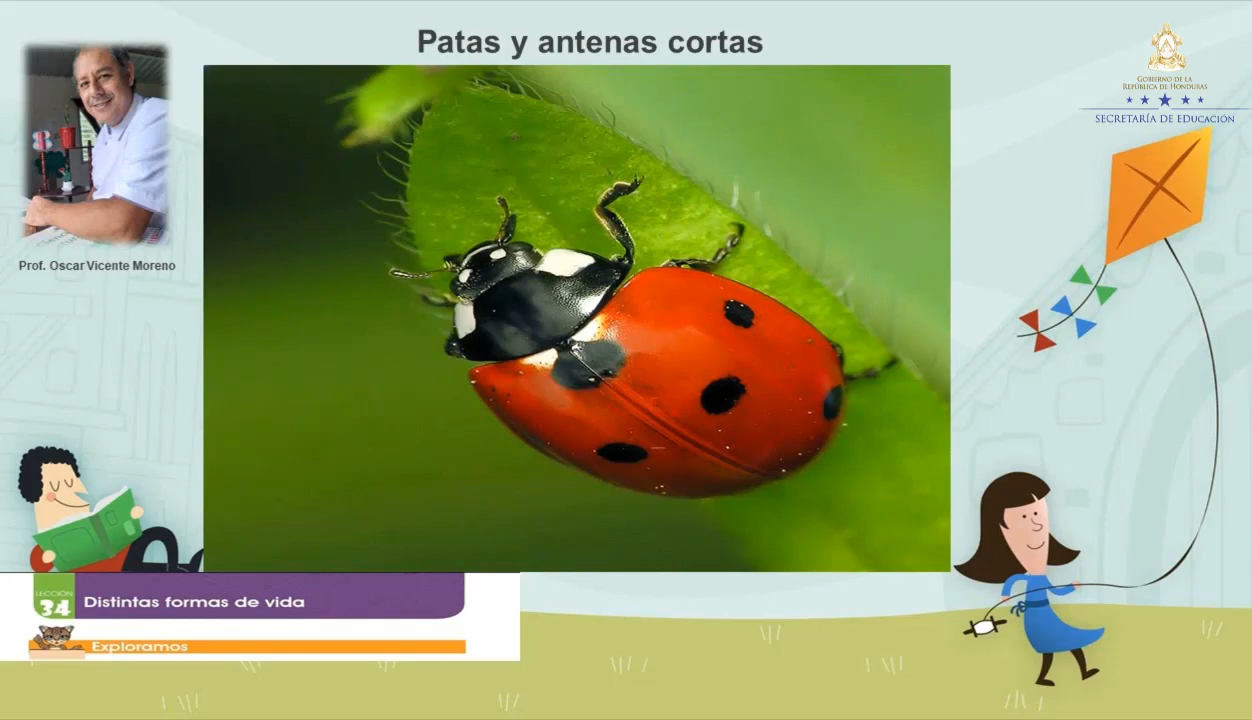 Patas y antenas cortas
GOBIERNO DE LA
REPÚBLICA DE HONDURAS
SECRETARÍA DE EDUCACIÓN
Prof. Oscar Vicente Moreno
LECCIÓN
34
Distintas formas de vida
Exploramos